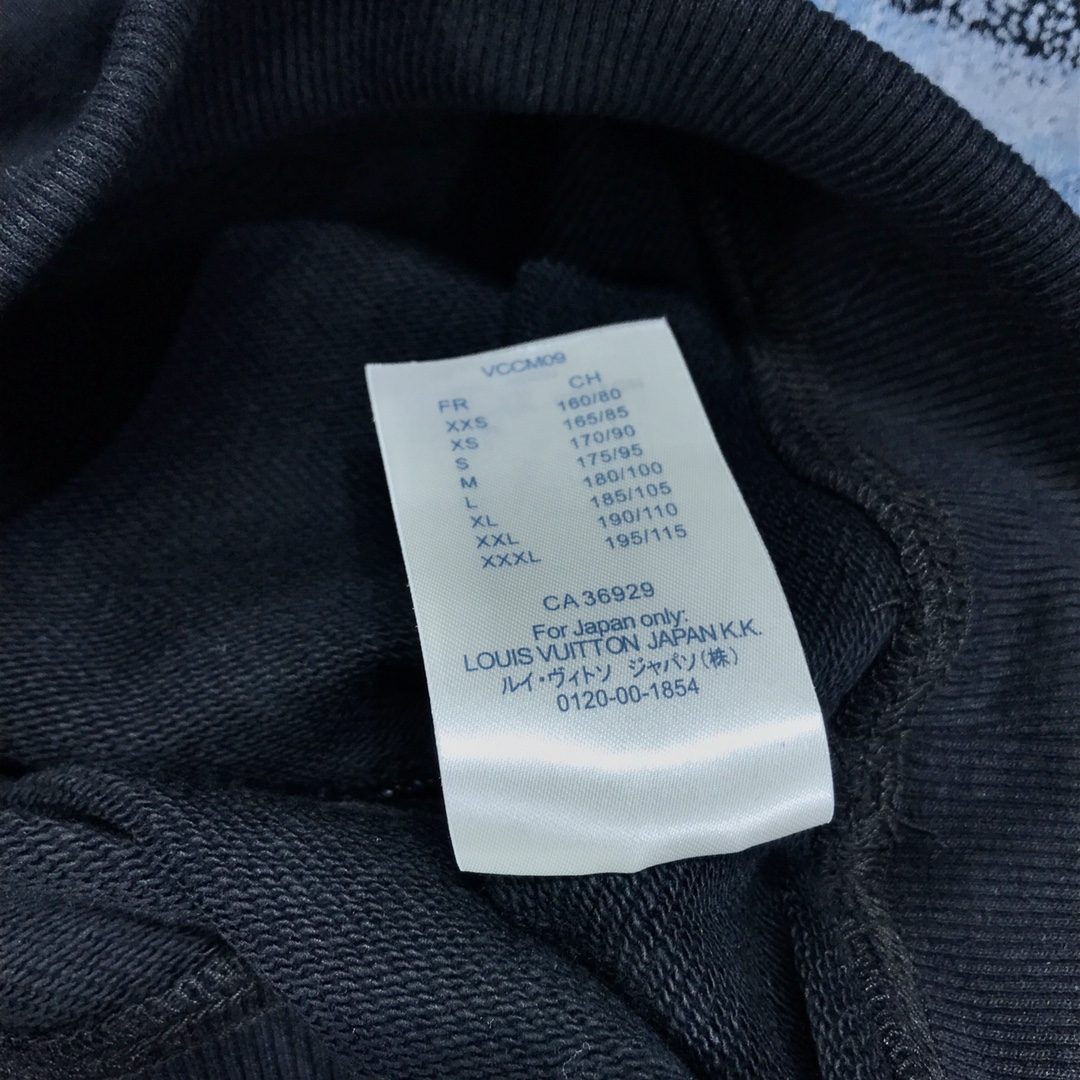 VCCM09
FR CH
XXS 160/80
XS 165/85
S 170/90
M 175/95
L 180/100
XL 185/105
XXL 190/110
XXXL 195/115
CA 36929
For Japan only:
LOUIS VUITTON JAPAN K.K.
ルイ・ヴィトン ジャパン(株)
0120-00-1854